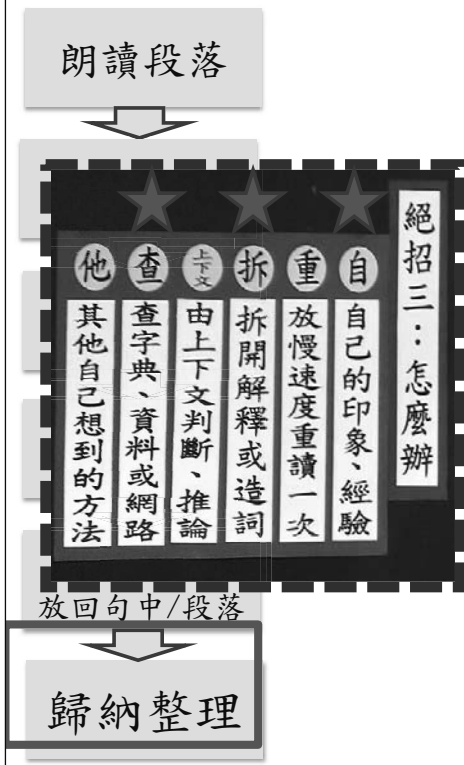 朗讀段落
絕招三：怎麼辦
自
自己的印象、經驗
重
放慢速度重讀一次
拆
拆開解釋或造詞
上下文
由上下文判斷、推論
查
查字典、資料或網路
他
其他自己想到的方法
放回句中/段落
歸納整理